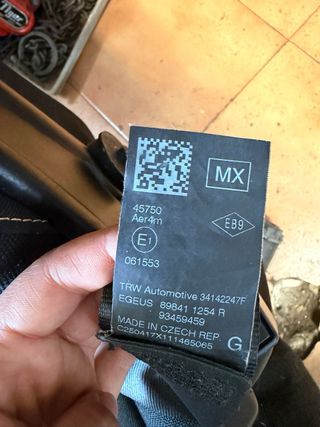 MX
45750
Aer4m
EB9
E1
061553
TRW Automotive 34142247F
EGEUS 89841 1254 R
93459459
MADE IN CZECH REP.
C250417X111465065
G